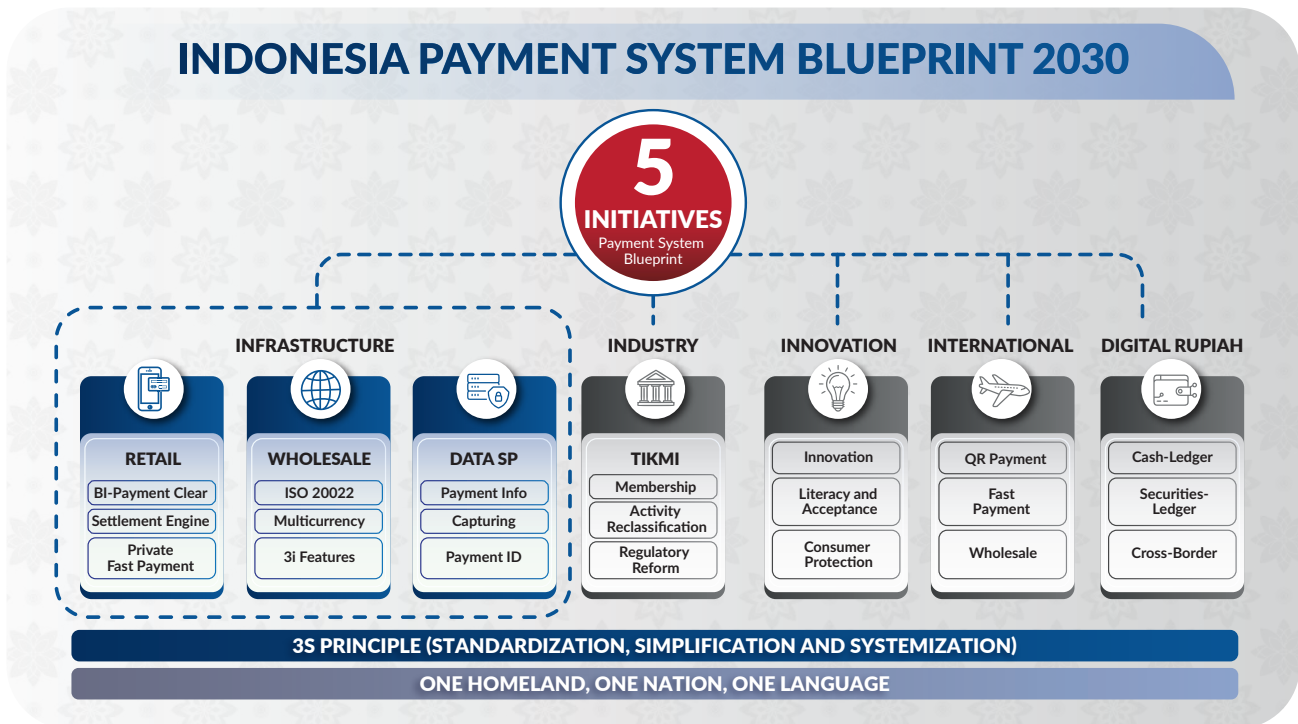 INDONESIA PAYMENT SYSTEM BLUEPRINT 2030
5
INITIATIVES
Payment System
Blueprint
INFRASTRUCTURE
RETAIL
BI-Payment Clear
Settlement Engine
Private
Fast Payment
WHOLESALE
ISO 20022
Multicurrency
3i Features
DATA SP
Payment Info
Capturing
Payment ID
INDUSTRY
TIKMI
Membership
Activity
Reclassification
Regulatory
Reform
INNOVATION
Innovation
Literacy and
Acceptance
Consumer
Protection
INTERNATIONAL
QR Payment
Fast
Payment
Wholesale
DIGITAL RUPIAH
Cash-Ledger
Securities-
Ledger
Cross-Border
3S PRINCIPLE (STANDARDIZATION, SIMPLIFICATION AND SYSTEMIZATION)
ONE HOMELAND, ONE NATION, ONE LANGUAGE